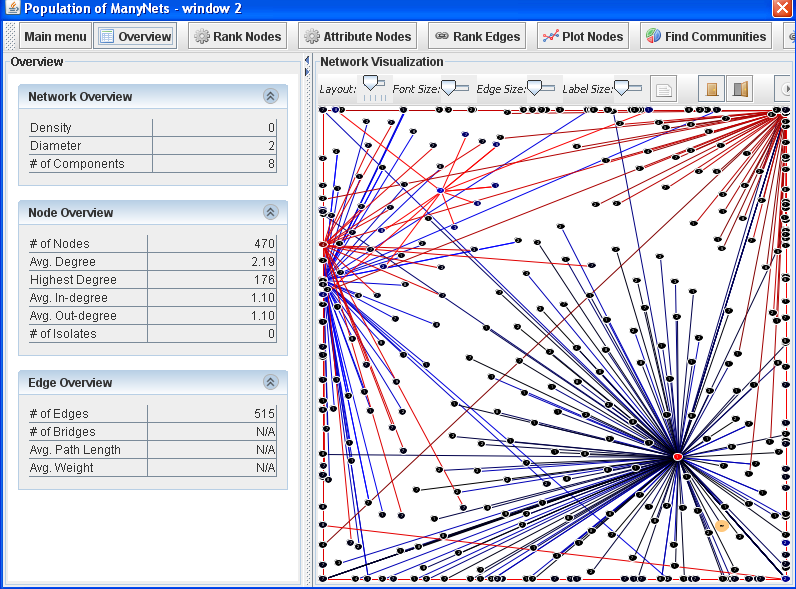 Population of ManyNets - window 2
Main menu Overview Rank Nodes Attribute Nodes Rank Edges Plot Nodes Find Communities
Overview
Network Overview
Density 0
Diameter 2
# of Components 8
Node Overview
# of Nodes 470
Avg. Degree 2.19
Highest Degree 176
Avg. In-degree 1.10
Avg. Out-degree 1.10
# of Isolates 0
Edge Overview
# of Edges 515
# of Bridges N/A
Avg. Path Length N/A
Avg. Weight N/A
Network Visualization
Layout: Font Size: Edge Size: Label Size: